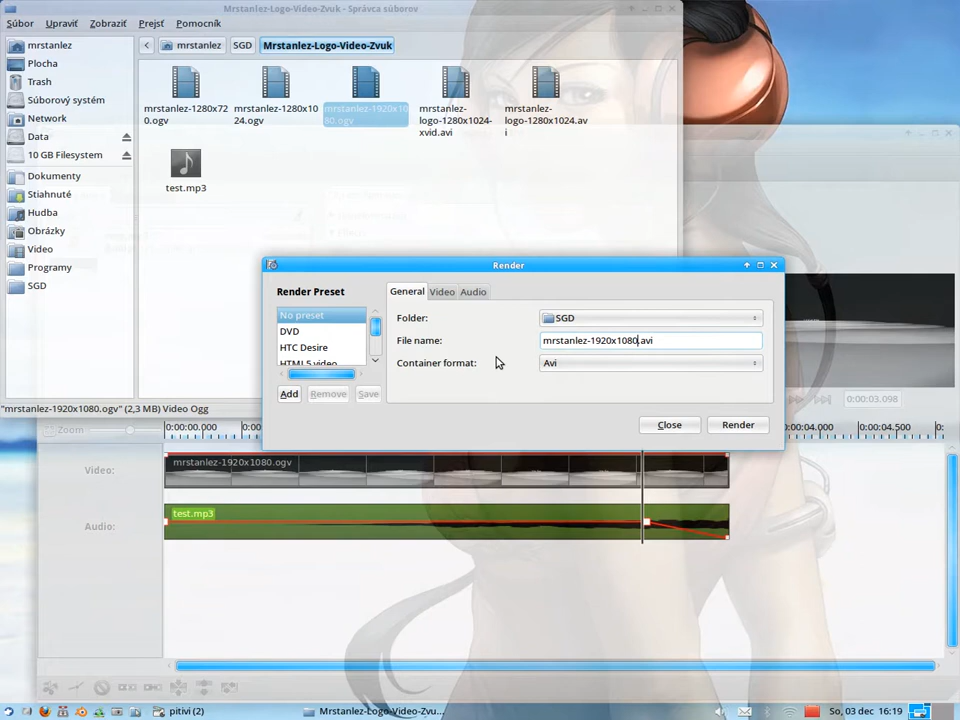 Mrstanlez-Logo-Video-Zvuk - Správca súborov
Súbor Upraviť Zobraziť Prejsť Pomocník
mrstanlez SGD Mrstanlez-Logo-Video-Zvuk
mrstanlez
Plocha
Trash
Súborový systém
Network
Data
10 GB Filesystem
Dokumenty
Stiahnuté
Hudba
Obrázky
Video
Programy
SGD
mrstanlez-1280x72
0.ogv
mrstanlez-1280x10
24.ogv
mrstanlez-1920x10
80.ogv
mrstanlez-
logo-1280x1024-
xvid.avi
mrstanlez-
logo-1280x1024.av
i
test.mp3
Render
Render Preset
No preset
DVD
HTC Desire
HTML5 video
Add Remove Save
General Video Audio
Folder: SGD
File name: mrstanlez-1920x1080.avi
Container format: Avi
Close Render
"mrstanlez-1920x1080.ogv" (2,3 MB) Video Ogg
0:00:03.098
Zoom 0:00:00.000 0:00:04.000 0:00:04.500
Video: mrstanlez-1920x1080.ogv
Audio: test.mp3
pitivi (2) Mrstanlez-Logo-Video-Zvu... So, 03 dec 16:19